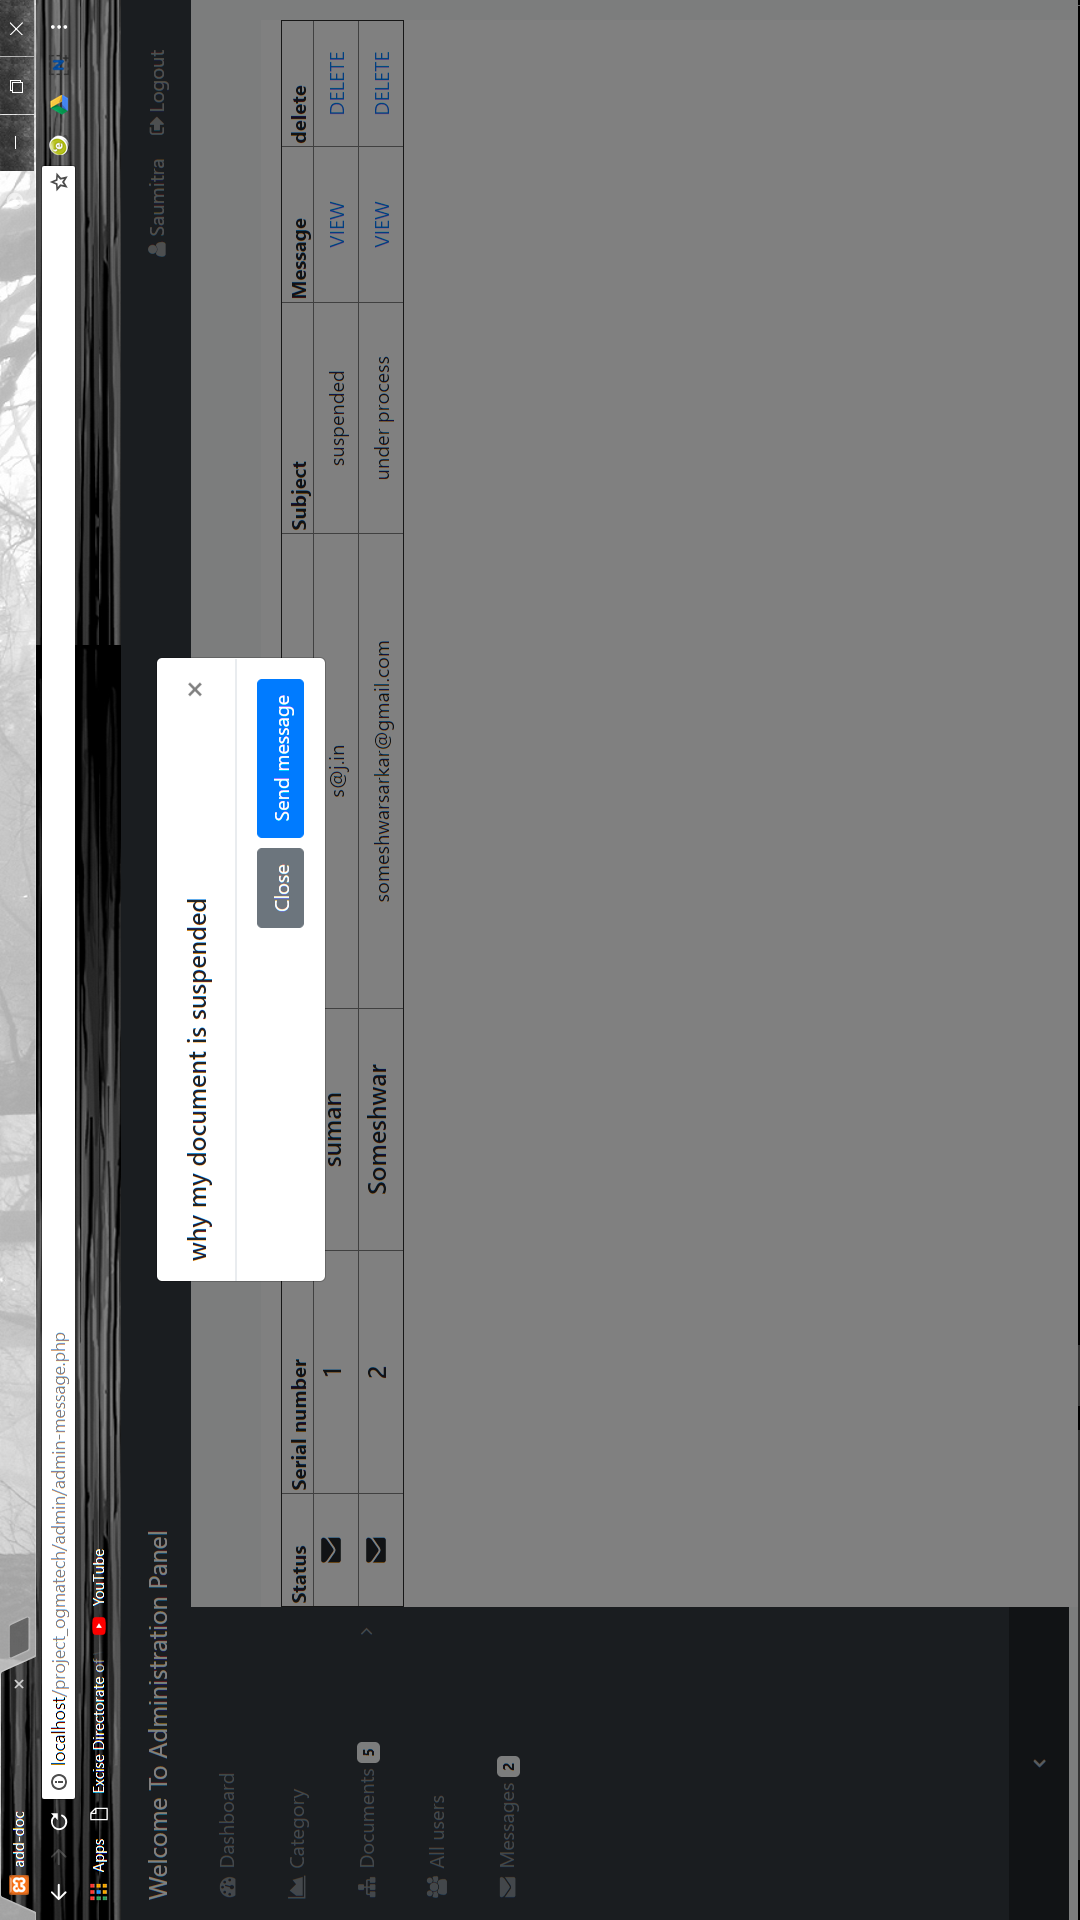 add-doc
localhost/project_ogmatech/admin/admin-message.php
Apps
Excise Directorate of
YouTube
Welcome To Administration Panel
Saumitra
Logout
Dashboard
Category
Documents 5
All users
Messages 2
why my document is suspended
×
Close
Send message
Status Serial number Subject Message delete
1 suman s@j.in suspended VIEW DELETE
2 Someshwar someshwarsarkar@gmail.com under process VIEW DELETE